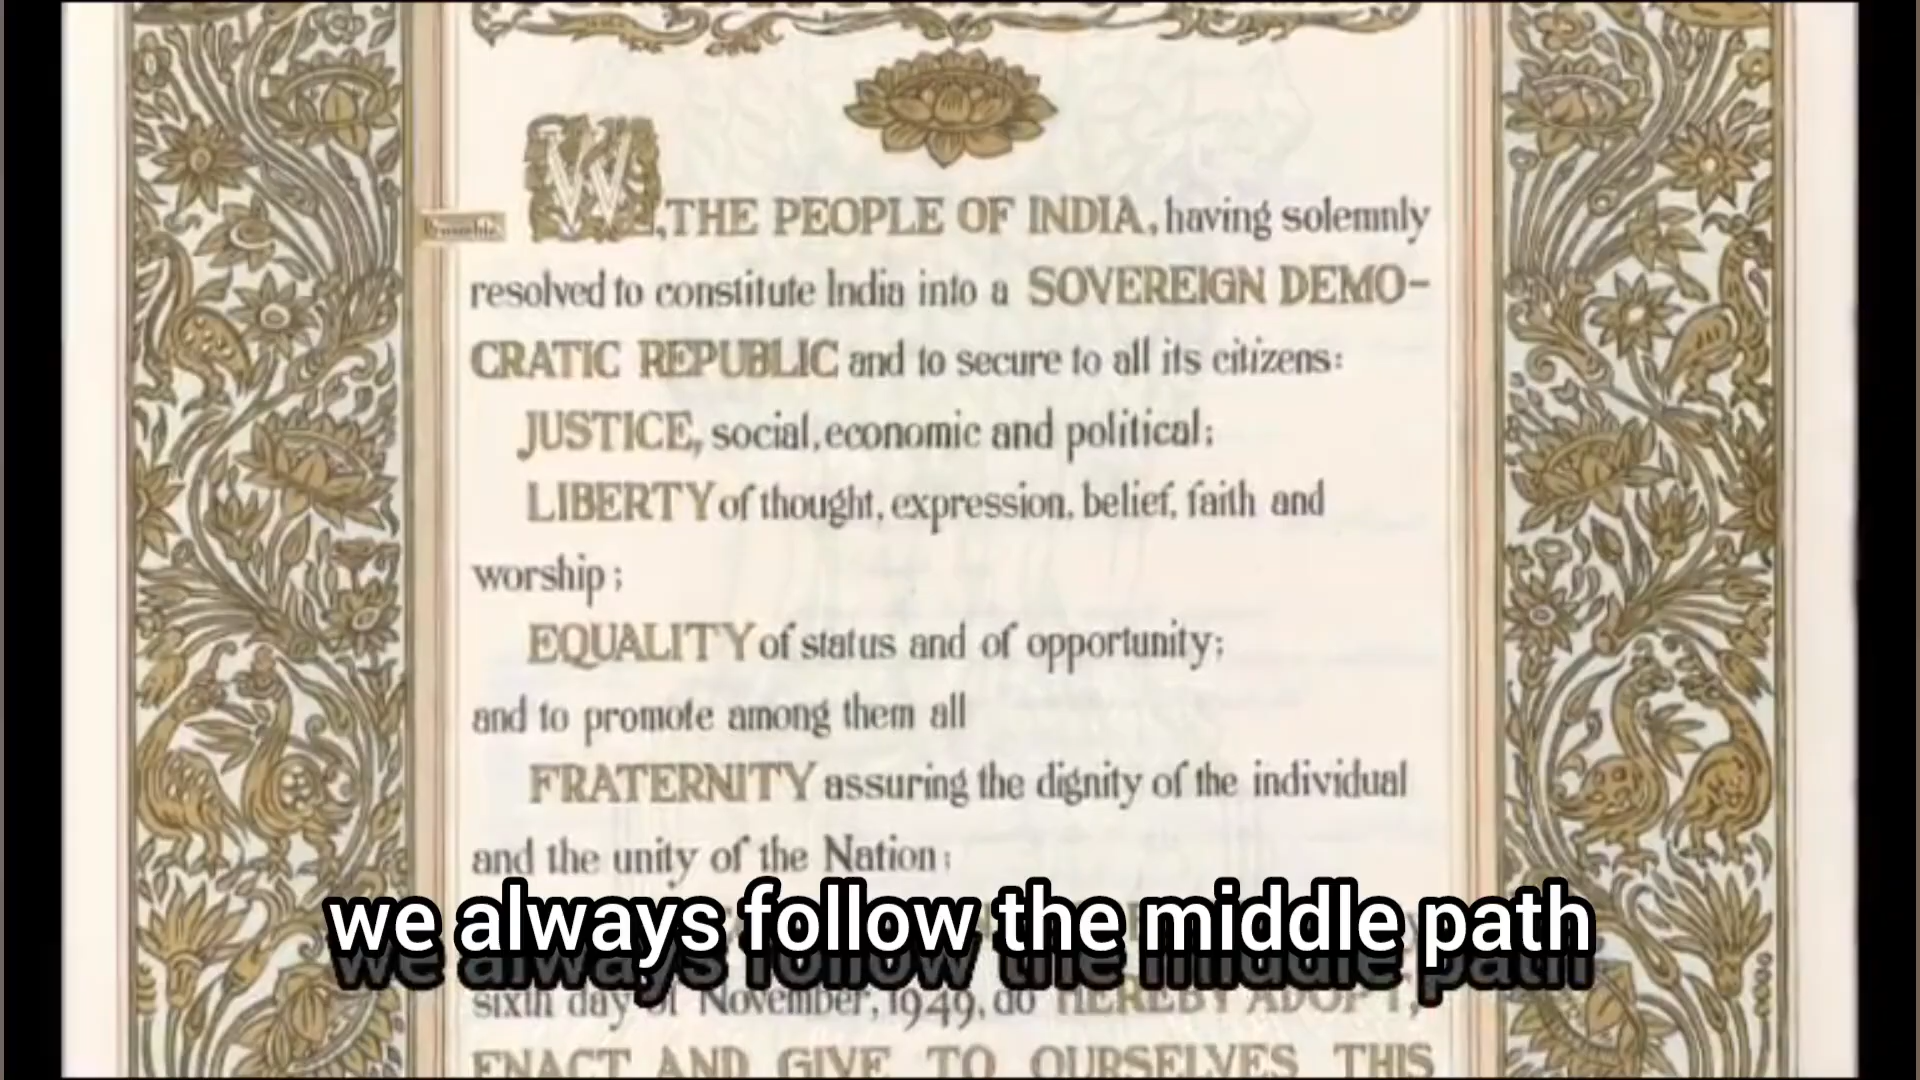 WE, THE PEOPLE OF INDIA, having solemnly
resolved to constitute India into a SOVEREIGN DEMO-
CRATIC REPUBLIC and to secure to all its citizens:
JUSTICE, social, economic and political;
LIBERTY of thought, expression, belief, faith and
worship;
EQUALITY of status and of opportunity;
and to promote among them all
FRATERNITY assuring the dignity of the individual
and the unity of the Nation;
we always follow the middle path
sixth day of November, 1949, do HEREBY ADOPT,
ENACT AND GIVE TO OURSELVES THIS